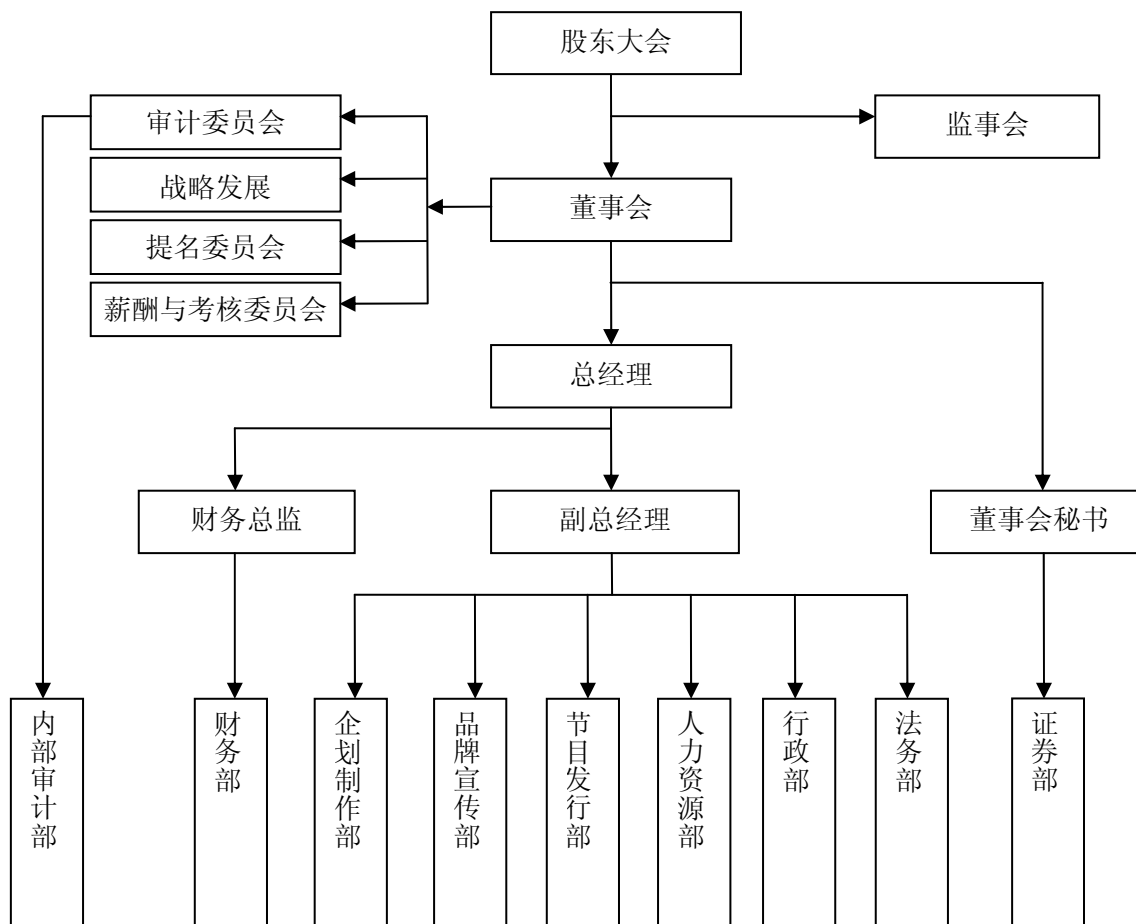 股东大会
审计委员会
监事会
战略发展
董事会
提名委员会
薪酬与考核委员会
总经理
财务总监
副总经理
董事会秘书
内部审计部
财务部
企划制作部
品牌宣传部
节目发行部
人力资源部
行政部
法务部
证券部